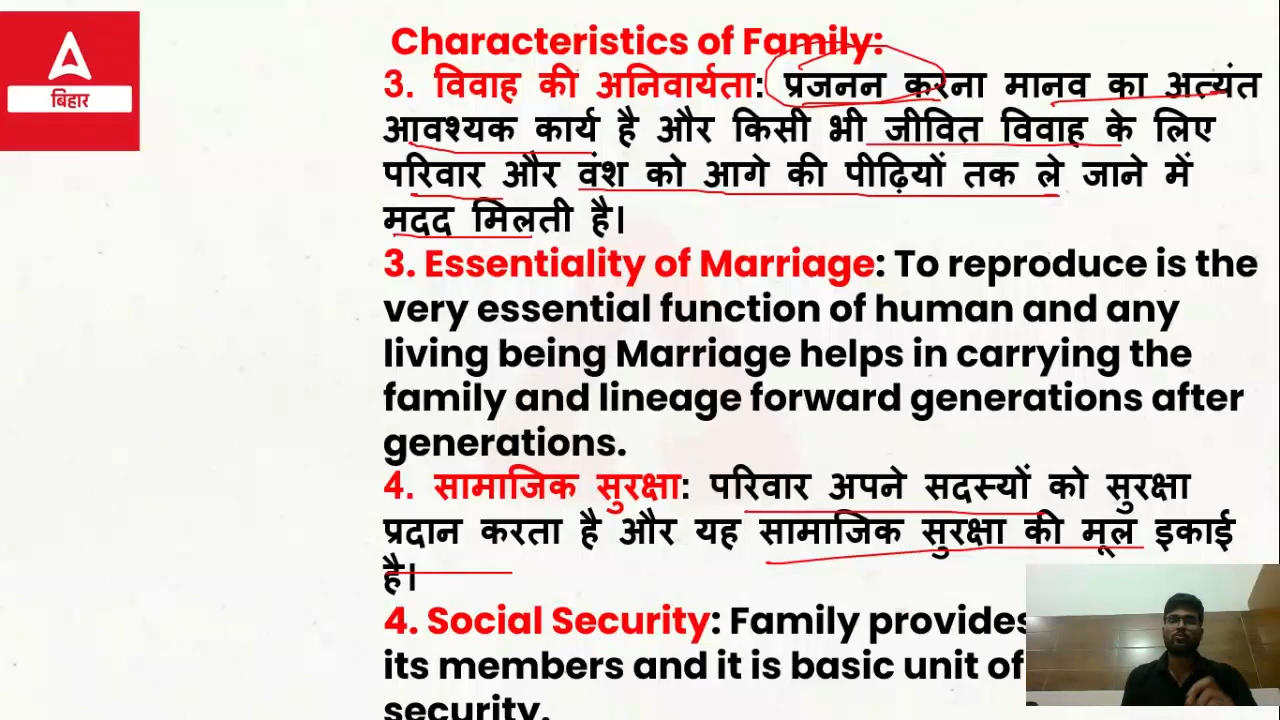 बिहार
Characteristics of Family:
3. विवाह की अनिवार्यता: प्रजनन करना मानव का अत्यंत
आवश्यक कार्य है और किसी भी जीवित विवाह के लिए
परिवार और वंश को आगे की पीढ़ियों तक ले जाने में
मदद मिलती है।
3. Essentiality of Marriage: To reproduce is the
very essential function of human and any
living being Marriage helps in carrying the
family and lineage forward generations after
generations.
4. सामाजिक सुरक्षा: परिवार अपने सदस्यों को सुरक्षा
प्रदान करता है और यह सामाजिक सुरक्षा की मूल इकाई
है।
4. Social Security: Family provides
its members and it is basic unit of
security.